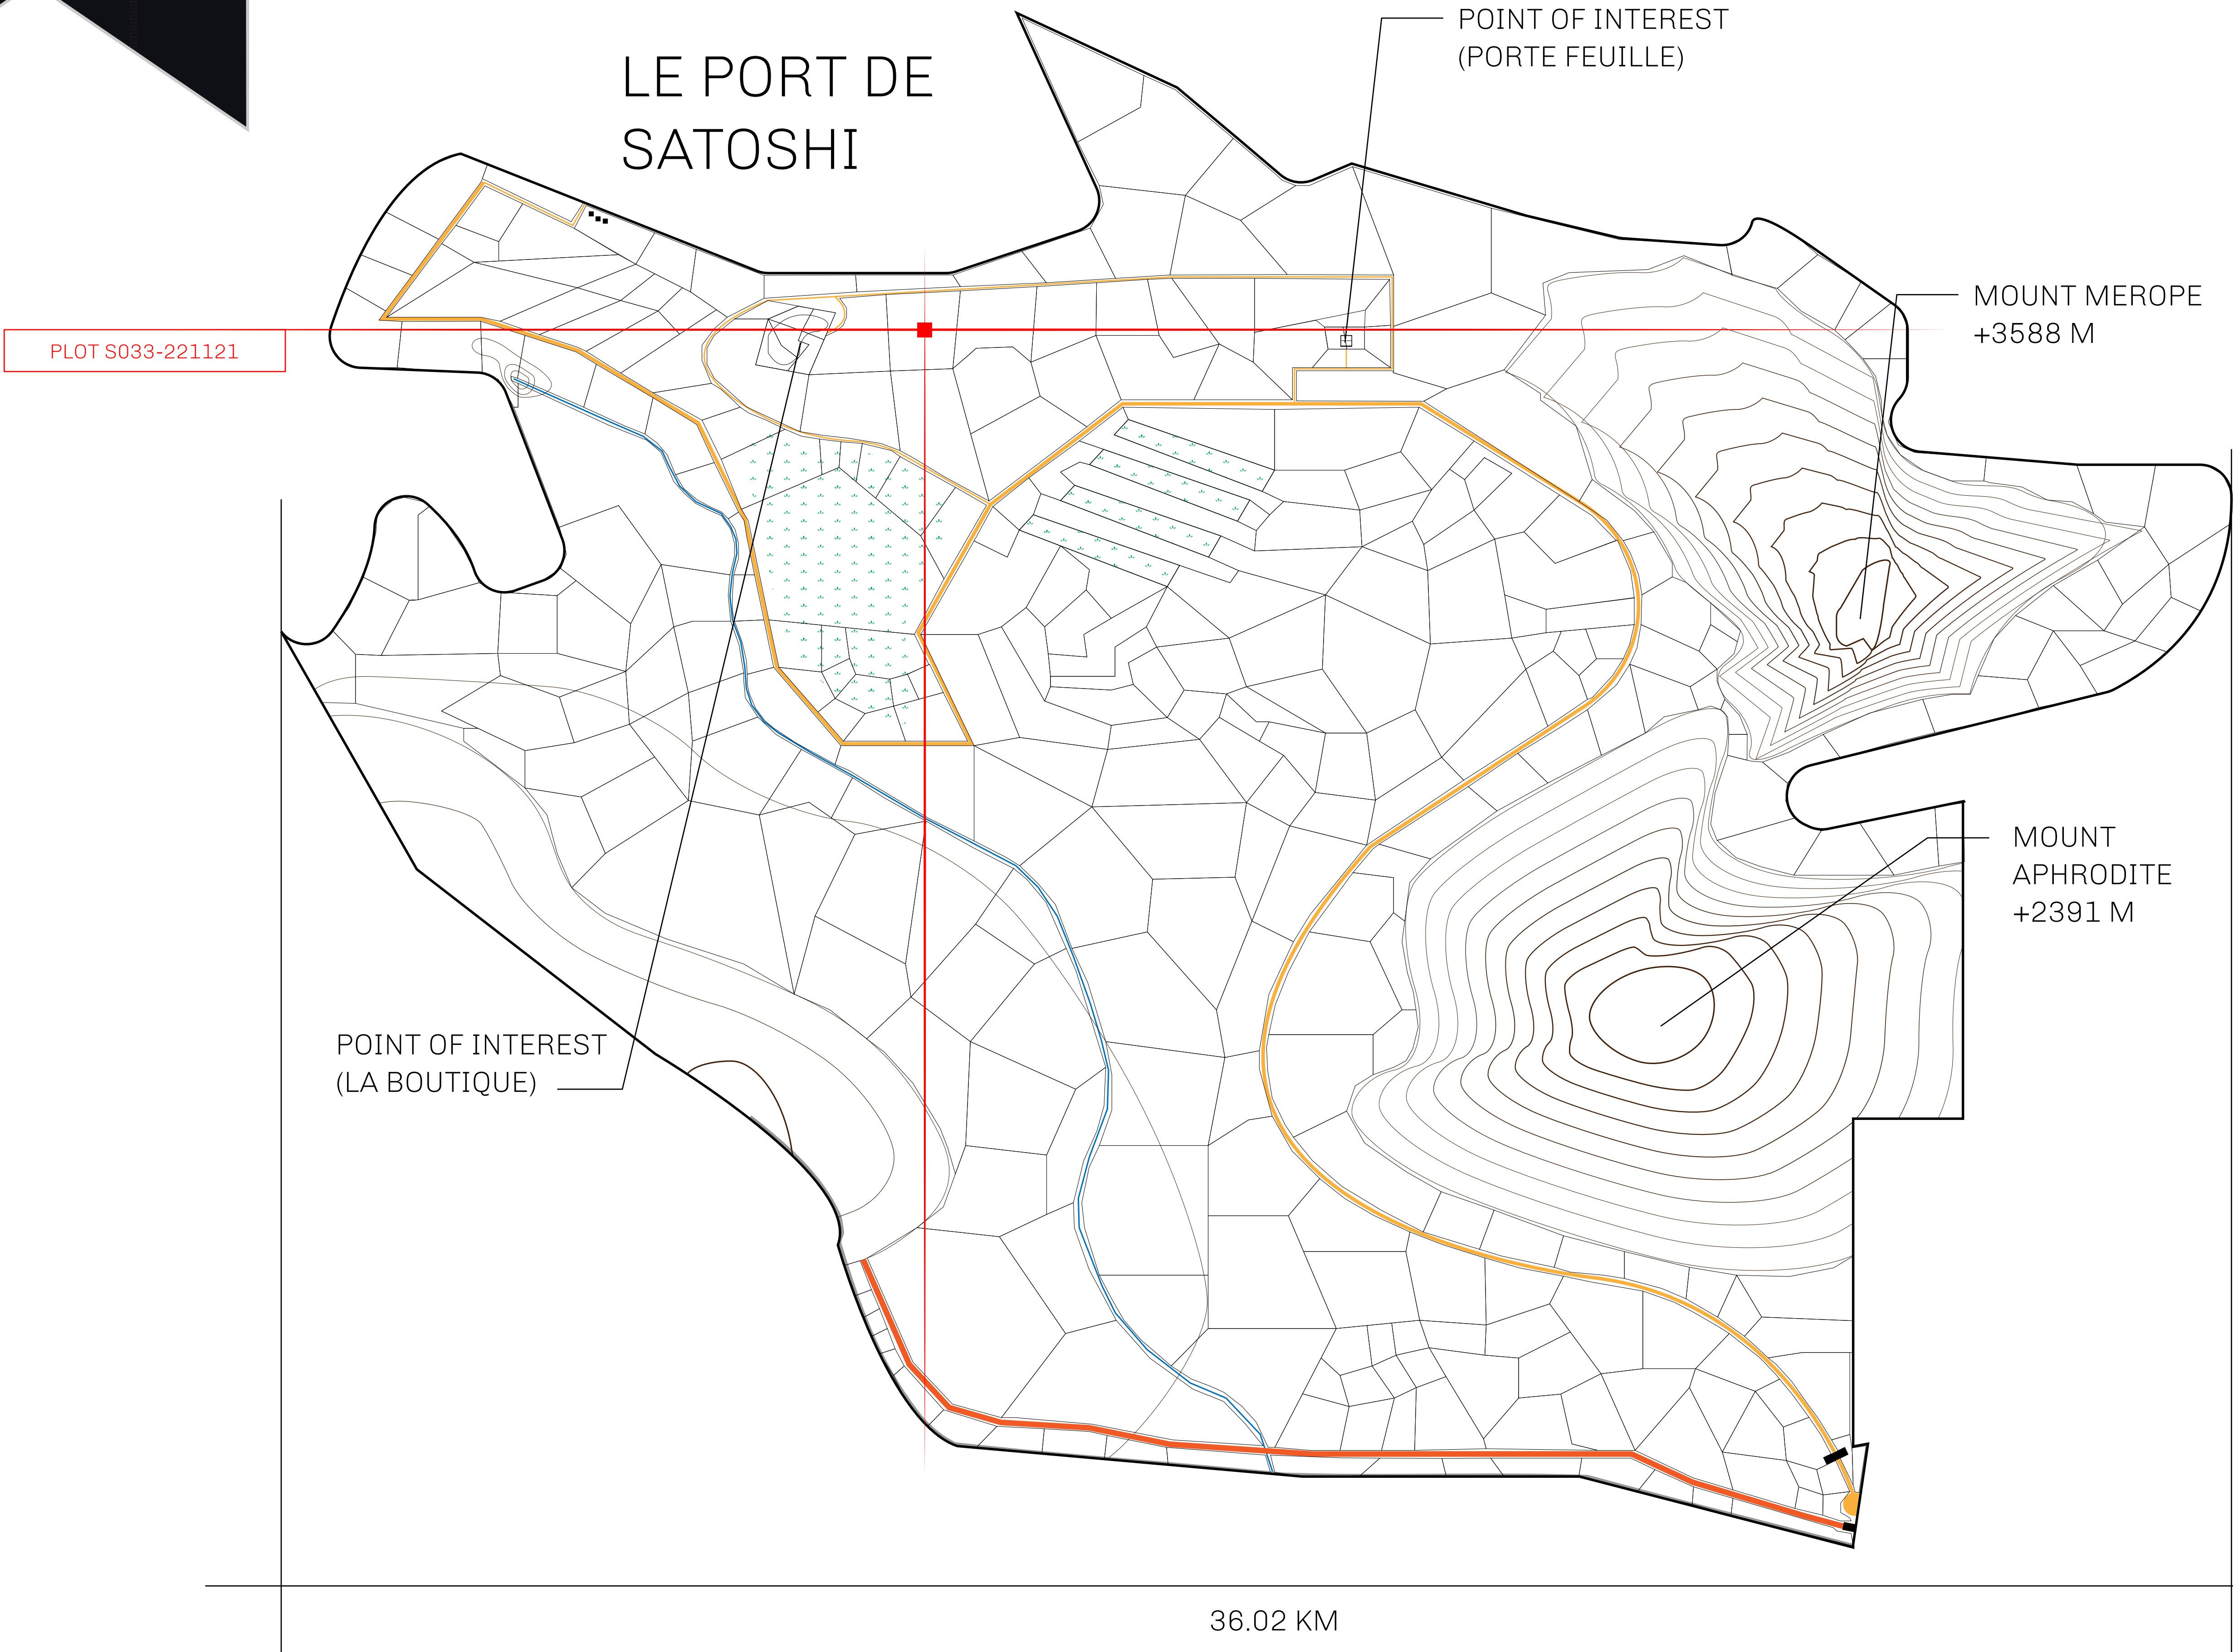 LE PORT DE
SATOSHI
POINT OF INTEREST
(PORTE FEUILLE)
MOUNT MEROPE
+3588 M
PLOT S033-221121
MOUNT
APHRODITE
+2391 M
POINT OF INTEREST
(LA BOUTIQUE)
36.02 KM